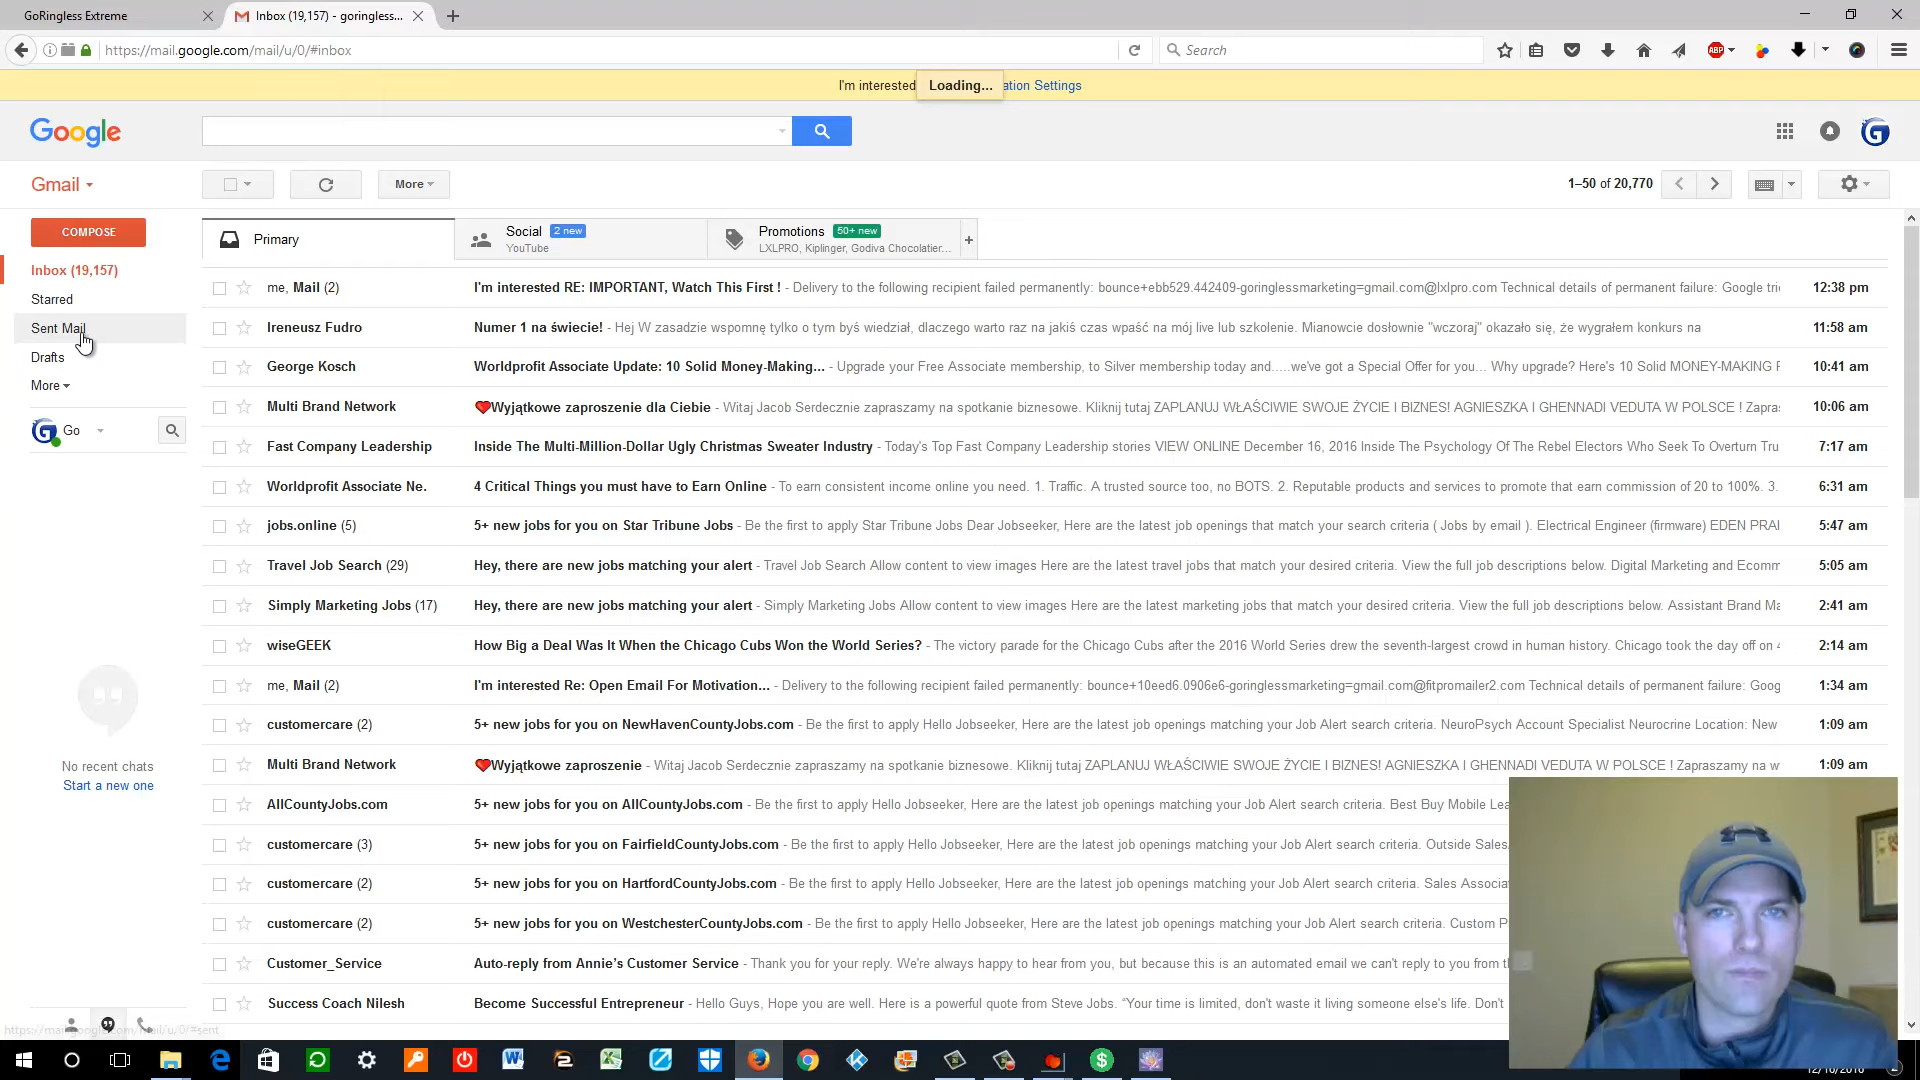 GoRingless Extreme
Inbox (19,157) - goringless...
https://mail.google.com/mail/u/0/#inbox
Search
ABP
I'm interested
Loading...
ation Settings
Google
Gmail
More
1–50 of 20,770
COMPOSE
Inbox (19,157)
Starred
Sent Mail
Drafts
More
Go
No recent chats
Start a new one
Primary
Social 2 new
YouTube
Promotions 50+ new
LXLPRO, Kiplinger, Godiva Chocolatier...
me, Mail (2) I'm interested RE: IMPORTANT, Watch This First ! - Delivery to the following recipient failed permanently: bounce+ebb529.442409-goringlessmarketing=gmail.com@lxlpro.com Technical details of permanent failure: Google trie 12:38 pm
Ireneusz Fudro Numer 1 na świecie! - Hej W zasadzie wspomnę tylko o tym byś wiedział, dlaczego warto raz na jakiś czas wpaść na mój live lub szkolenie. Mianowcie dosłownie "wczoraj" okazało się, że wygrałem konkurs na 11:58 am
George Kosch Worldprofit Associate Update: 10 Solid Money-Making... - Upgrade your Free Associate membership, to Silver membership today and.....we've got a Special Offer for you... Why upgrade? Here's 10 Solid MONEY-MAKING F 10:41 am
Multi Brand Network ❤Wyjątkowe zaproszenie dla Ciebie - Witaj Jacob Serdecznie zapraszamy na spotkanie biznesowe. Kliknij tutaj ZAPLANUJ WŁAŚCIWIE SWOJE ŻYCIE I BIZNES! AGNIESZKA I GHENNADI VEDUTA W POLSCE ! Zapra: 10:06 am
Fast Company Leadership Inside The Multi-Million-Dollar Ugly Christmas Sweater Industry - Today's Top Fast Company Leadership stories VIEW ONLINE December 16, 2016 Inside The Psychology Of The Rebel Electors Who Seek To Overturn Tru 7:17 am
Worldprofit Associate Ne. 4 Critical Things you must have to Earn Online - To earn consistent income online you need. 1. Traffic. A trusted source too, no BOTS. 2. Reputable products and services to promote that earn commission of 20 to 100%. 3. 6:31 am
jobs.online (5) 5+ new jobs for you on Star Tribune Jobs - Be the first to apply Star Tribune Jobs Dear Jobseeker, Here are the latest job openings that match your search criteria ( Jobs by email ). Electrical Engineer (firmware) EDEN PRAI 5:47 am
Travel Job Search (29) Hey, there are new jobs matching your alert - Travel Job Search Allow content to view images Here are the latest travel jobs that match your desired criteria. View the full job descriptions below. Digital Marketing and Ecomm 5:05 am
Simply Marketing Jobs (17) Hey, there are new jobs matching your alert - Simply Marketing Jobs Allow content to view images Here are the latest marketing jobs that match your desired criteria. View the full job descriptions below. Assistant Brand Ma 2:41 am
wiseGEEK How Big a Deal Was It When the Chicago Cubs Won the World Series? - The victory parade for the Chicago Cubs after the 2016 World Series drew the seventh-largest crowd in human history. Chicago took the day off on 2:14 am
me, Mail (2) I'm interested Re: Open Email For Motivation... - Delivery to the following recipient failed permanently: bounce+10eed6.0906e6-goringlessmarketing=gmail.com@fitpromailer2.com Technical details of permanent failure: Goog 1:34 am
customercare (2) 5+ new jobs for you on NewHavenCountyJobs.com - Be the first to apply Hello Jobseeker, Here are the latest job openings matching your Job Alert search criteria. NeuroPsych Account Specialist Neurocrine Location: New 1:09 am
Multi Brand Network ❤Wyjątkowe zaproszenie - Witaj Jacob Serdecznie zapraszamy na spotkanie biznesowe. Kliknij tutaj ZAPLANUJ WŁAŚCIWIE SWOJE ŻYCIE I BIZNES! AGNIESZKA I GHENNADI VEDUTA W POLSCE ! Zapraszamy na w 1:09 am
AllCountyJobs.com 5+ new jobs for you on AllCountyJobs.com - Be the first to apply Hello Jobseeker, Here are the latest job openings matching your Job Alert search criteria. Best Buy Mobile Lea
customercare (3) 5+ new jobs for you on FairfieldCountyJobs.com - Be the first to apply Hello Jobseeker, Here are the latest job openings matching your Job Alert search criteria. Outside Sales
customercare (2) 5+ new jobs for you on HartfordCountyJobs.com - Be the first to apply Hello Jobseeker, Here are the latest job openings matching your Job Alert search criteria. Sales Associa
customercare (2) 5+ new jobs for you on WestchesterCountyJobs.com - Be the first to apply Hello Jobseeker, Here are the latest job openings matching your Job Alert search criteria. Custom P
Customer_Service Auto-reply from Annie's Customer Service - Thank you for your reply. We're always happy to hear from you, but because this is an automated email we can't reply to you from tl
Success Coach Nilesh Become Successful Entrepreneur - Hello Guys, Hope you are well. Here is a powerful quote from Steve Jobs. “Your time is limited, don't waste it living someone else's life. Don't
https://mail.google.com/mail/u/0/#sent
12/16/2016